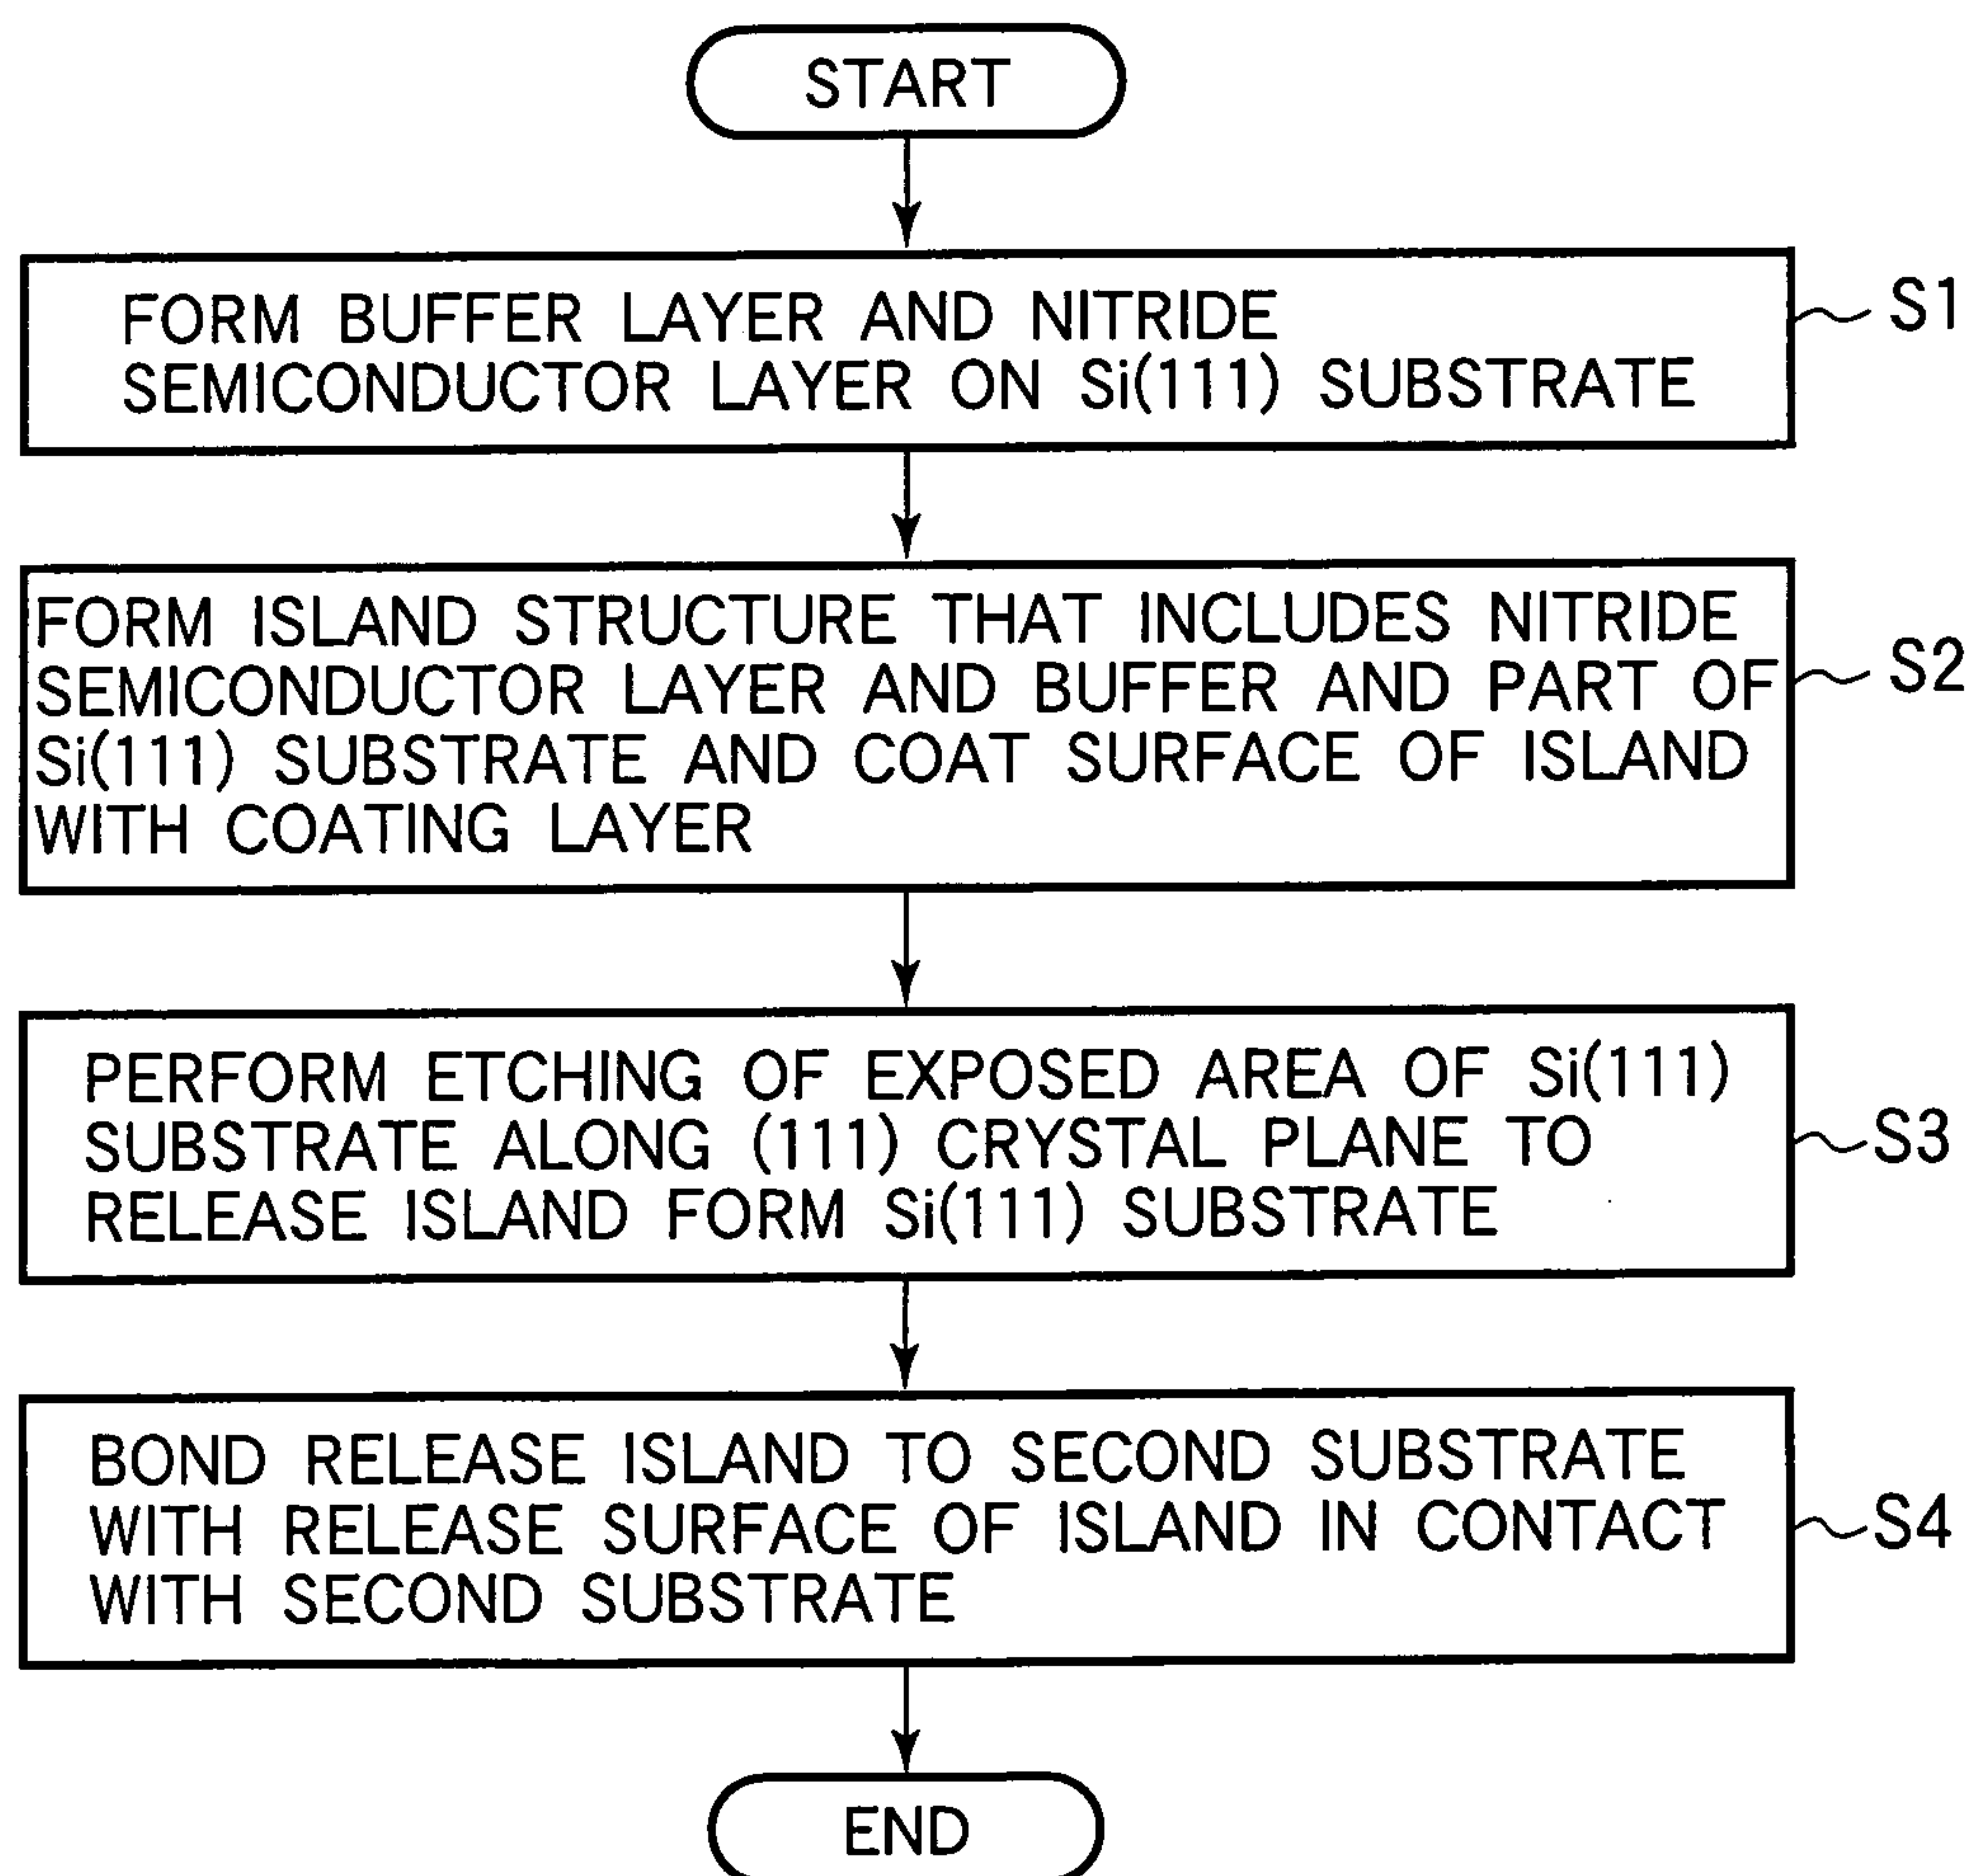 START
FORM BUFFER LAYER AND NITRIDE
SEMICONDUCTOR LAYER ON Si(111) SUBSTRATE
S1
FORM ISLAND STRUCTURE THAT INCLUDES NITRIDE
SEMICONDUCTOR LAYER AND BUFFER AND PART OF
Si(111) SUBSTRATE AND COAT SURFACE OF ISLAND
WITH COATING LAYER
S2
PERFORM ETCHING OF EXPOSED AREA OF Si(111)
SUBSTRATE ALONG (111) CRYSTAL PLANE TO
RELEASE ISLAND FORM Si(111) SUBSTRATE
S3
BOND RELEASE ISLAND TO SECOND SUBSTRATE
WITH RELEASE SURFACE OF ISLAND IN CONTACT
WITH SECOND SUBSTRATE
S4
END